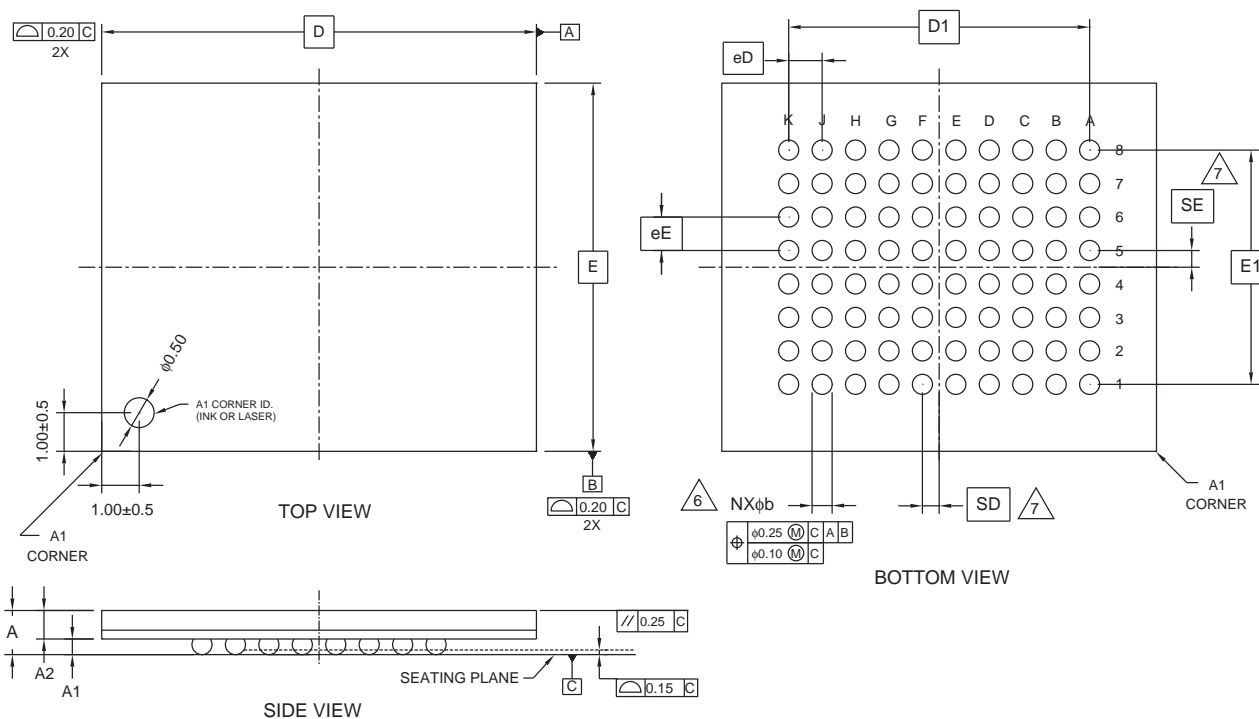 ⌓ 0.20 C
2X
D
A
E
φ0.50
A1 CORNER ID.
(INK OR LASER)
1.00±0.5
1.00±0.5
A1
CORNER
TOP VIEW
B
⌓ 0.20 C
2X
D1
eD
K J H G F E D C B A
8
7
6
5
4
3
2
1
7
SE
eE
E1
6
NXφb
⌖ φ0.25 Ⓜ C A B
φ0.10 Ⓜ C
SD
7
A1
CORNER
BOTTOM VIEW
A
A2
A1
// 0.25 C
SEATING PLANE
C
⌓ 0.15 C
SIDE VIEW